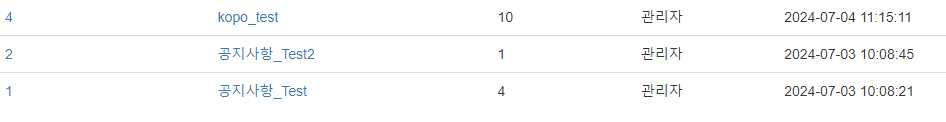 4 kopo_test 10 관리자 2024-07-04 11:15:11
2 공지사항_Test2 1 관리자 2024-07-03 10:08:45
1 공지사항_Test 4 관리자 2024-07-03 10:08:21